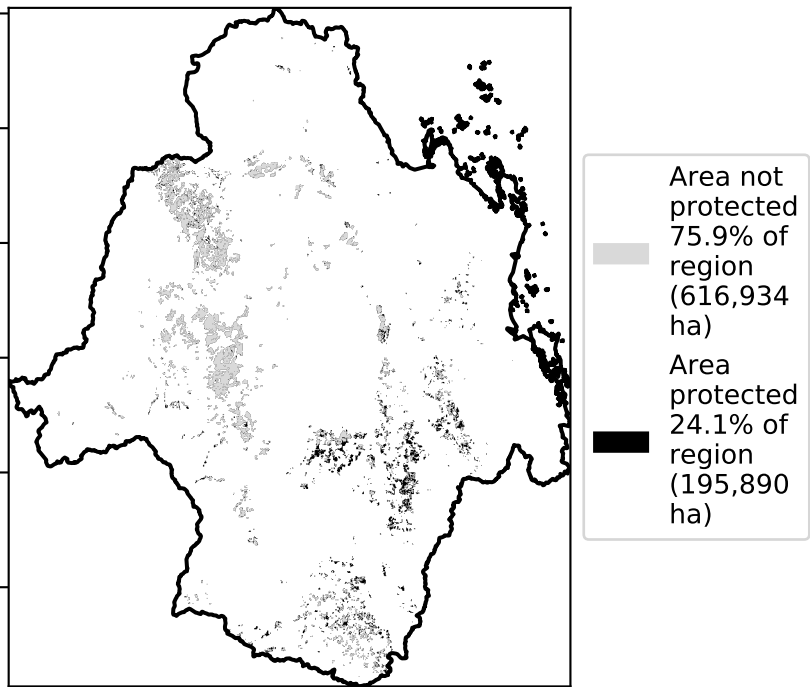 Area not
protected
75.9% of
region
(616,934
ha)
Area
protected
24.1% of
region
(195,890
ha)